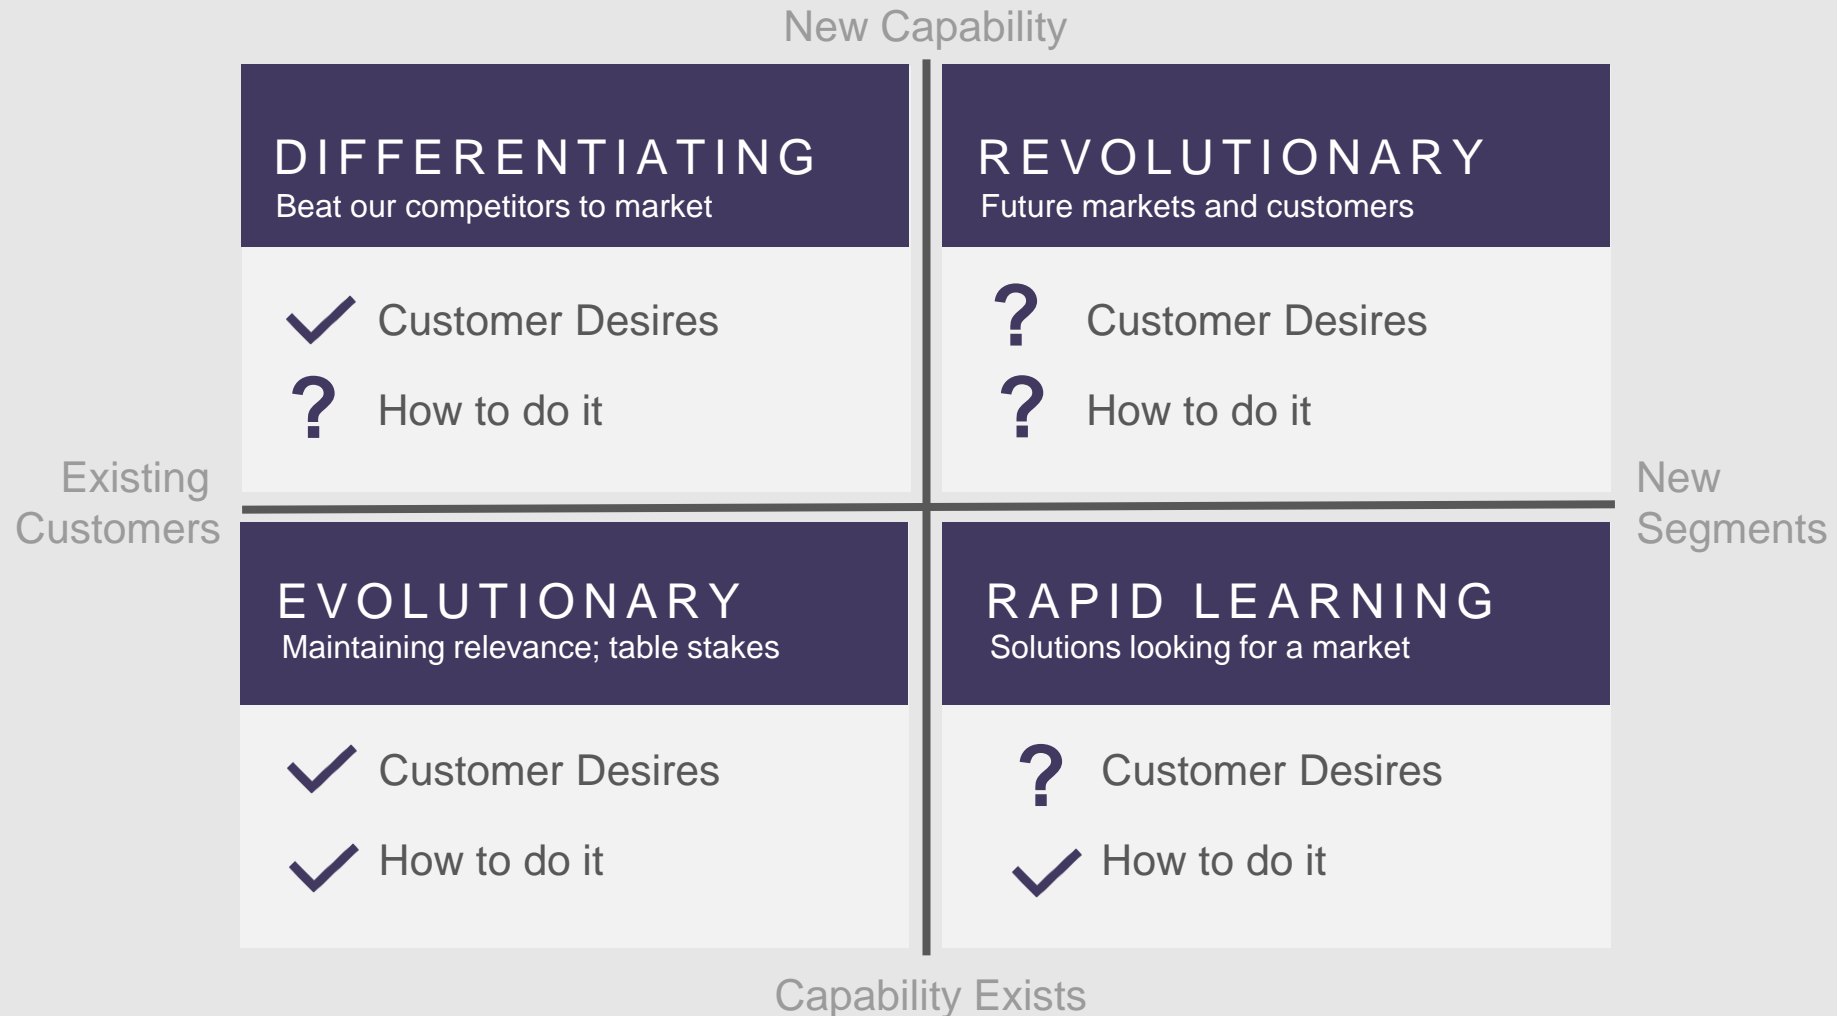 New Capability
DIFFERENTIATING
Beat our competitors to market
✓ Customer Desires
? How to do it
REVOLUTIONARY
Future markets and customers
? Customer Desires
? How to do it
Existing
Customers
New
Segments
EVOLUTIONARY
Maintaining relevance; table stakes
✓ Customer Desires
✓ How to do it
RAPID LEARNING
Solutions looking for a market
? Customer Desires
✓ How to do it
Capability Exists